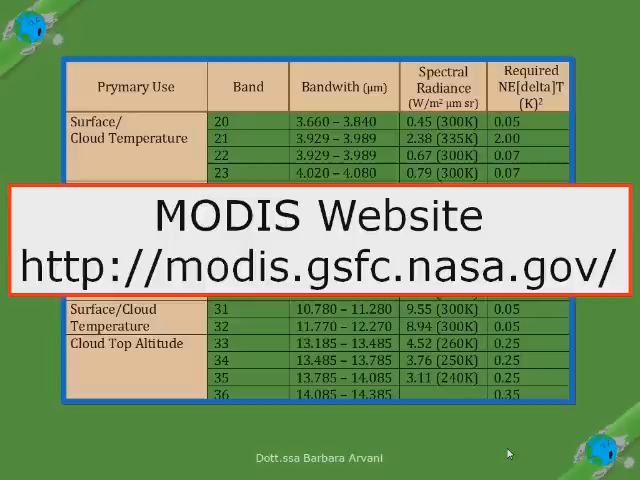 Prymary Use Band Bandwith (µm) Spectral Radiance (W/m² µm sr) Required NE[delta]T (K)²
Surface/ Cloud Temperature 20 3.660 – 3.840 0.45 (300K) 0.05
21 3.929 – 3.989 2.38 (335K) 2.00
22 3.929 – 3.989 0.67 (300K) 0.07
23 4.020 – 4.080 0.79 (300K) 0.07
MODIS Website
http://modis.gsfc.nasa.gov/
Surface/Cloud Temperature 31 10.780 – 11.280 9.55 (300K) 0.05
32 11.770 – 12.270 8.94 (300K) 0.05
Cloud Top Altitude 33 13.185 – 13.485 4.52 (260K) 0.25
34 13.485 – 13.785 3.76 (250K) 0.25
35 13.785 – 14.085 3.11 (240K) 0.25
36 14.085 – 14.385 0.35
Dott.ssa Barbara Arvani